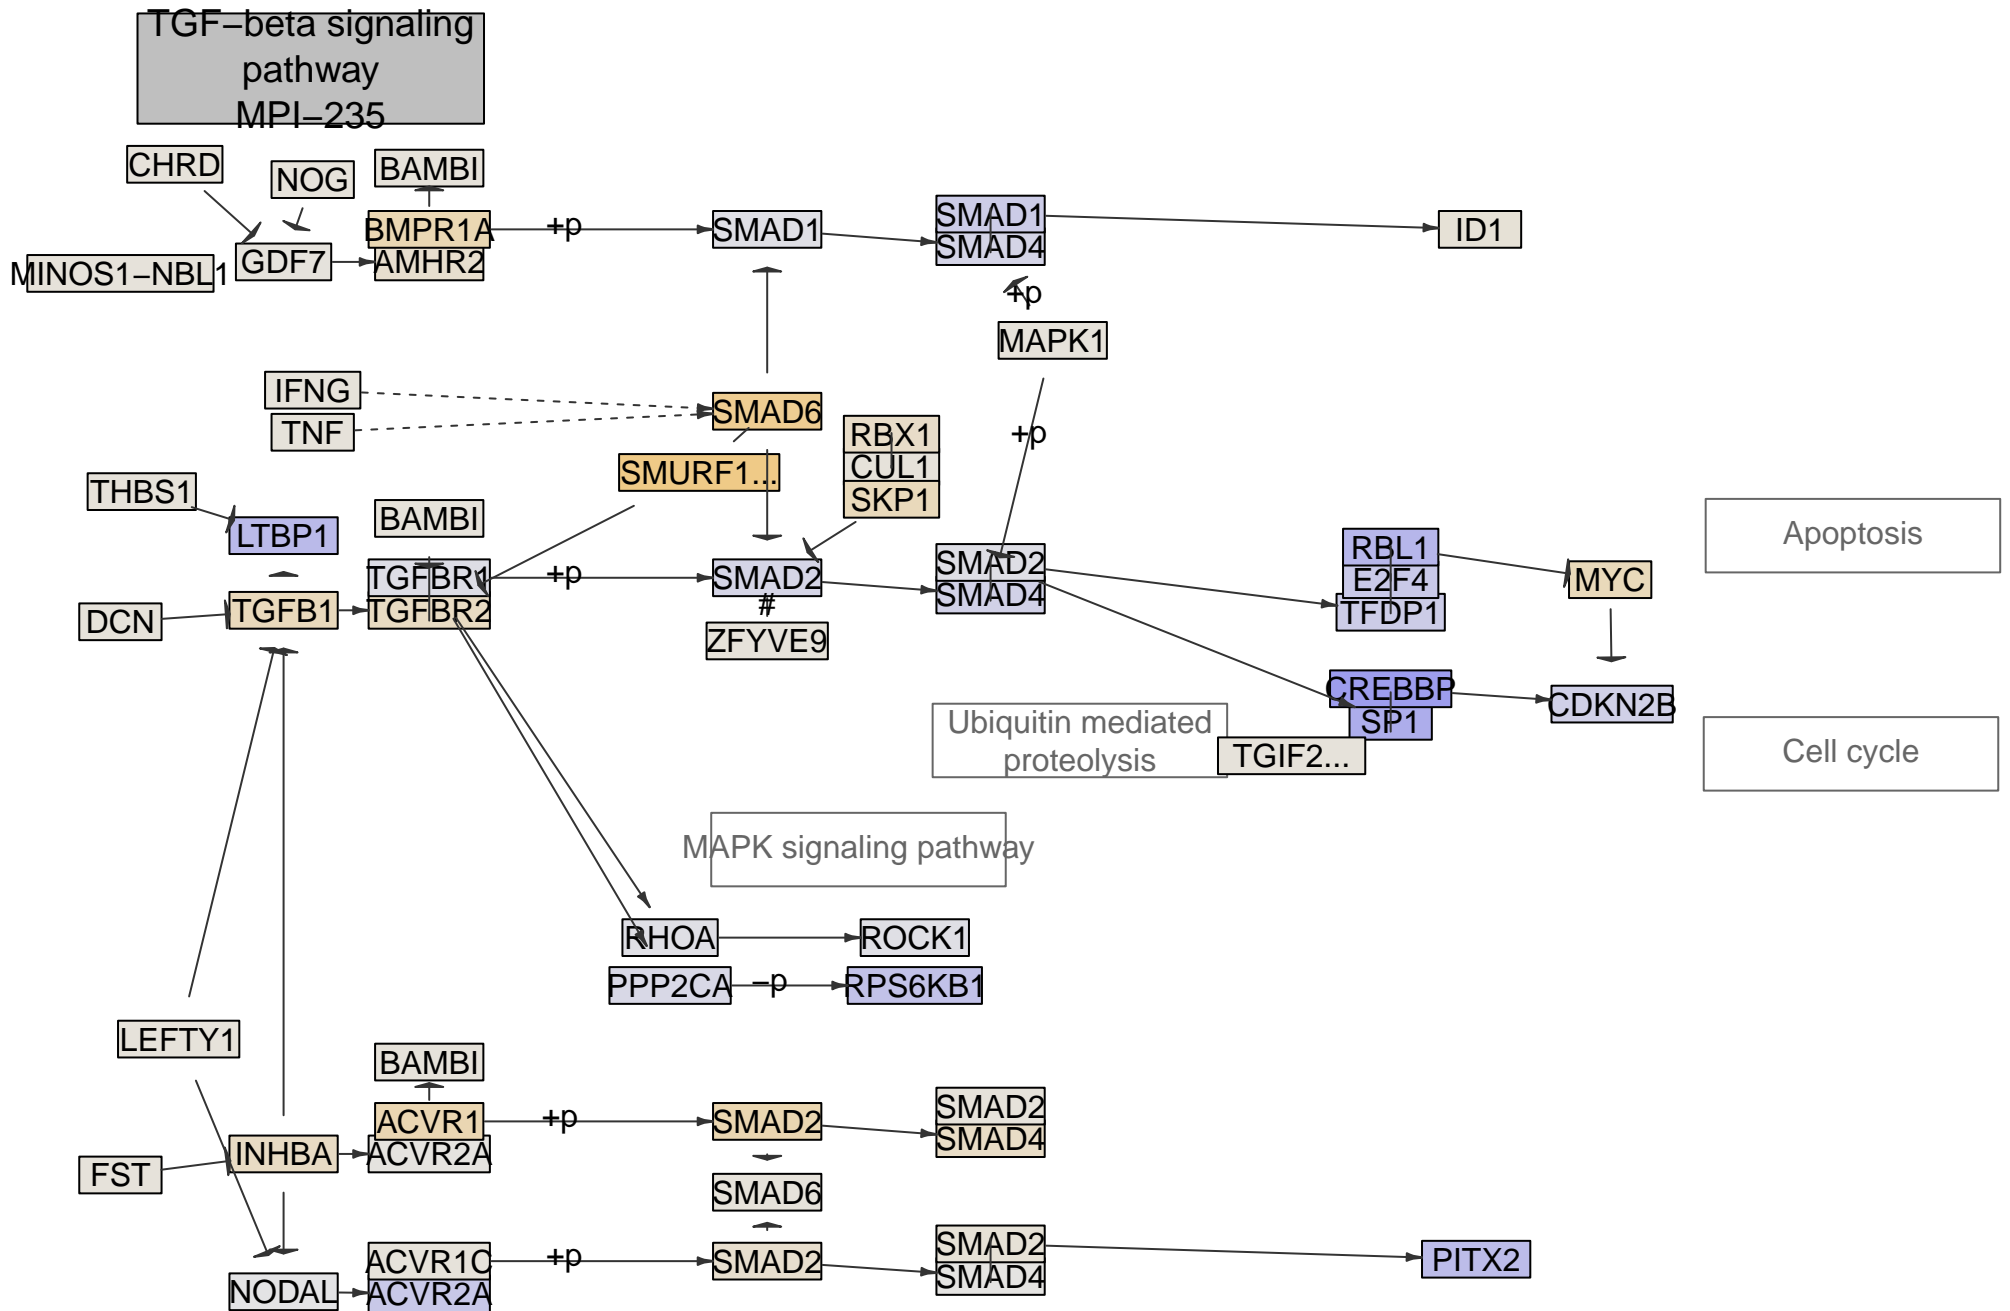 TGF−beta signaling
pathway
MPI−235
CHRD
NOG
BAMBI
BMPR1A
+p
SMAD1
SMAD1
SMAD4
ID1
MINOS1−NBL1
GDF7
AMHR2
+p
MAPK1
IFNG
TNF
SMAD6
RBX1
CUL1
SKP1
+p
SMURF1...
THBS1
LTBP1
BAMBI
TGFBR1
+p
SMAD2
#
ZFYVE9
SMAD2
SMAD4
RBL1
E2F4
TFDP1
MYC
Apoptosis
DCN
TGFB1
TGFBR2
CREBBP
SP1
CDKN2B
Ubiquitin mediated
proteolysis
TGIF2...
Cell cycle
MAPK signaling pathway
RHOA
ROCK1
PPP2CA
−p
RPS6KB1
LEFTY1
BAMBI
ACVR1
+p
SMAD2
SMAD2
SMAD4
FST
INHBA
ACVR2A
SMAD6
ACVR1C
+p
SMAD2
SMAD2
SMAD4
PITX2
NODAL
ACVR2A